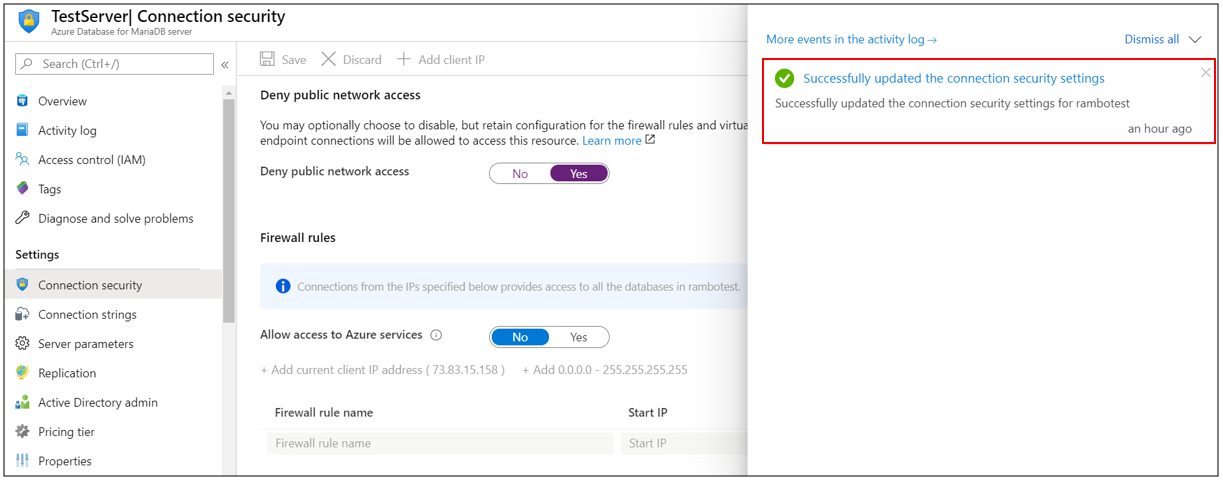 TestServer| Connection security
Azure Database for MariaDB server
Search (Ctrl+/)
«
Overview
Activity log
Access control (IAM)
Tags
Diagnose and solve problems
Settings
Connection security
Connection strings
Server parameters
Replication
Active Directory admin
Pricing tier
Properties
Save
Discard
Add client IP
Deny public network access
You may optionally choose to disable, but retain configuration for the firewall rules and virtua
endpoint connections will be allowed to access this resource. Learn more
Deny public network access
No Yes
Firewall rules
Connections from the IPs specified below provides access to all the databases in rambotest.
Allow access to Azure services
No Yes
+ Add current client IP address ( 73.83.15.158 ) + Add 0.0.0.0 - 255.255.255.255
Firewall rule name Start IP
Firewall rule name Start IP
More events in the activity log → Dismiss all
Successfully updated the connection security settings
Successfully updated the connection security settings for rambotest
an hour ago